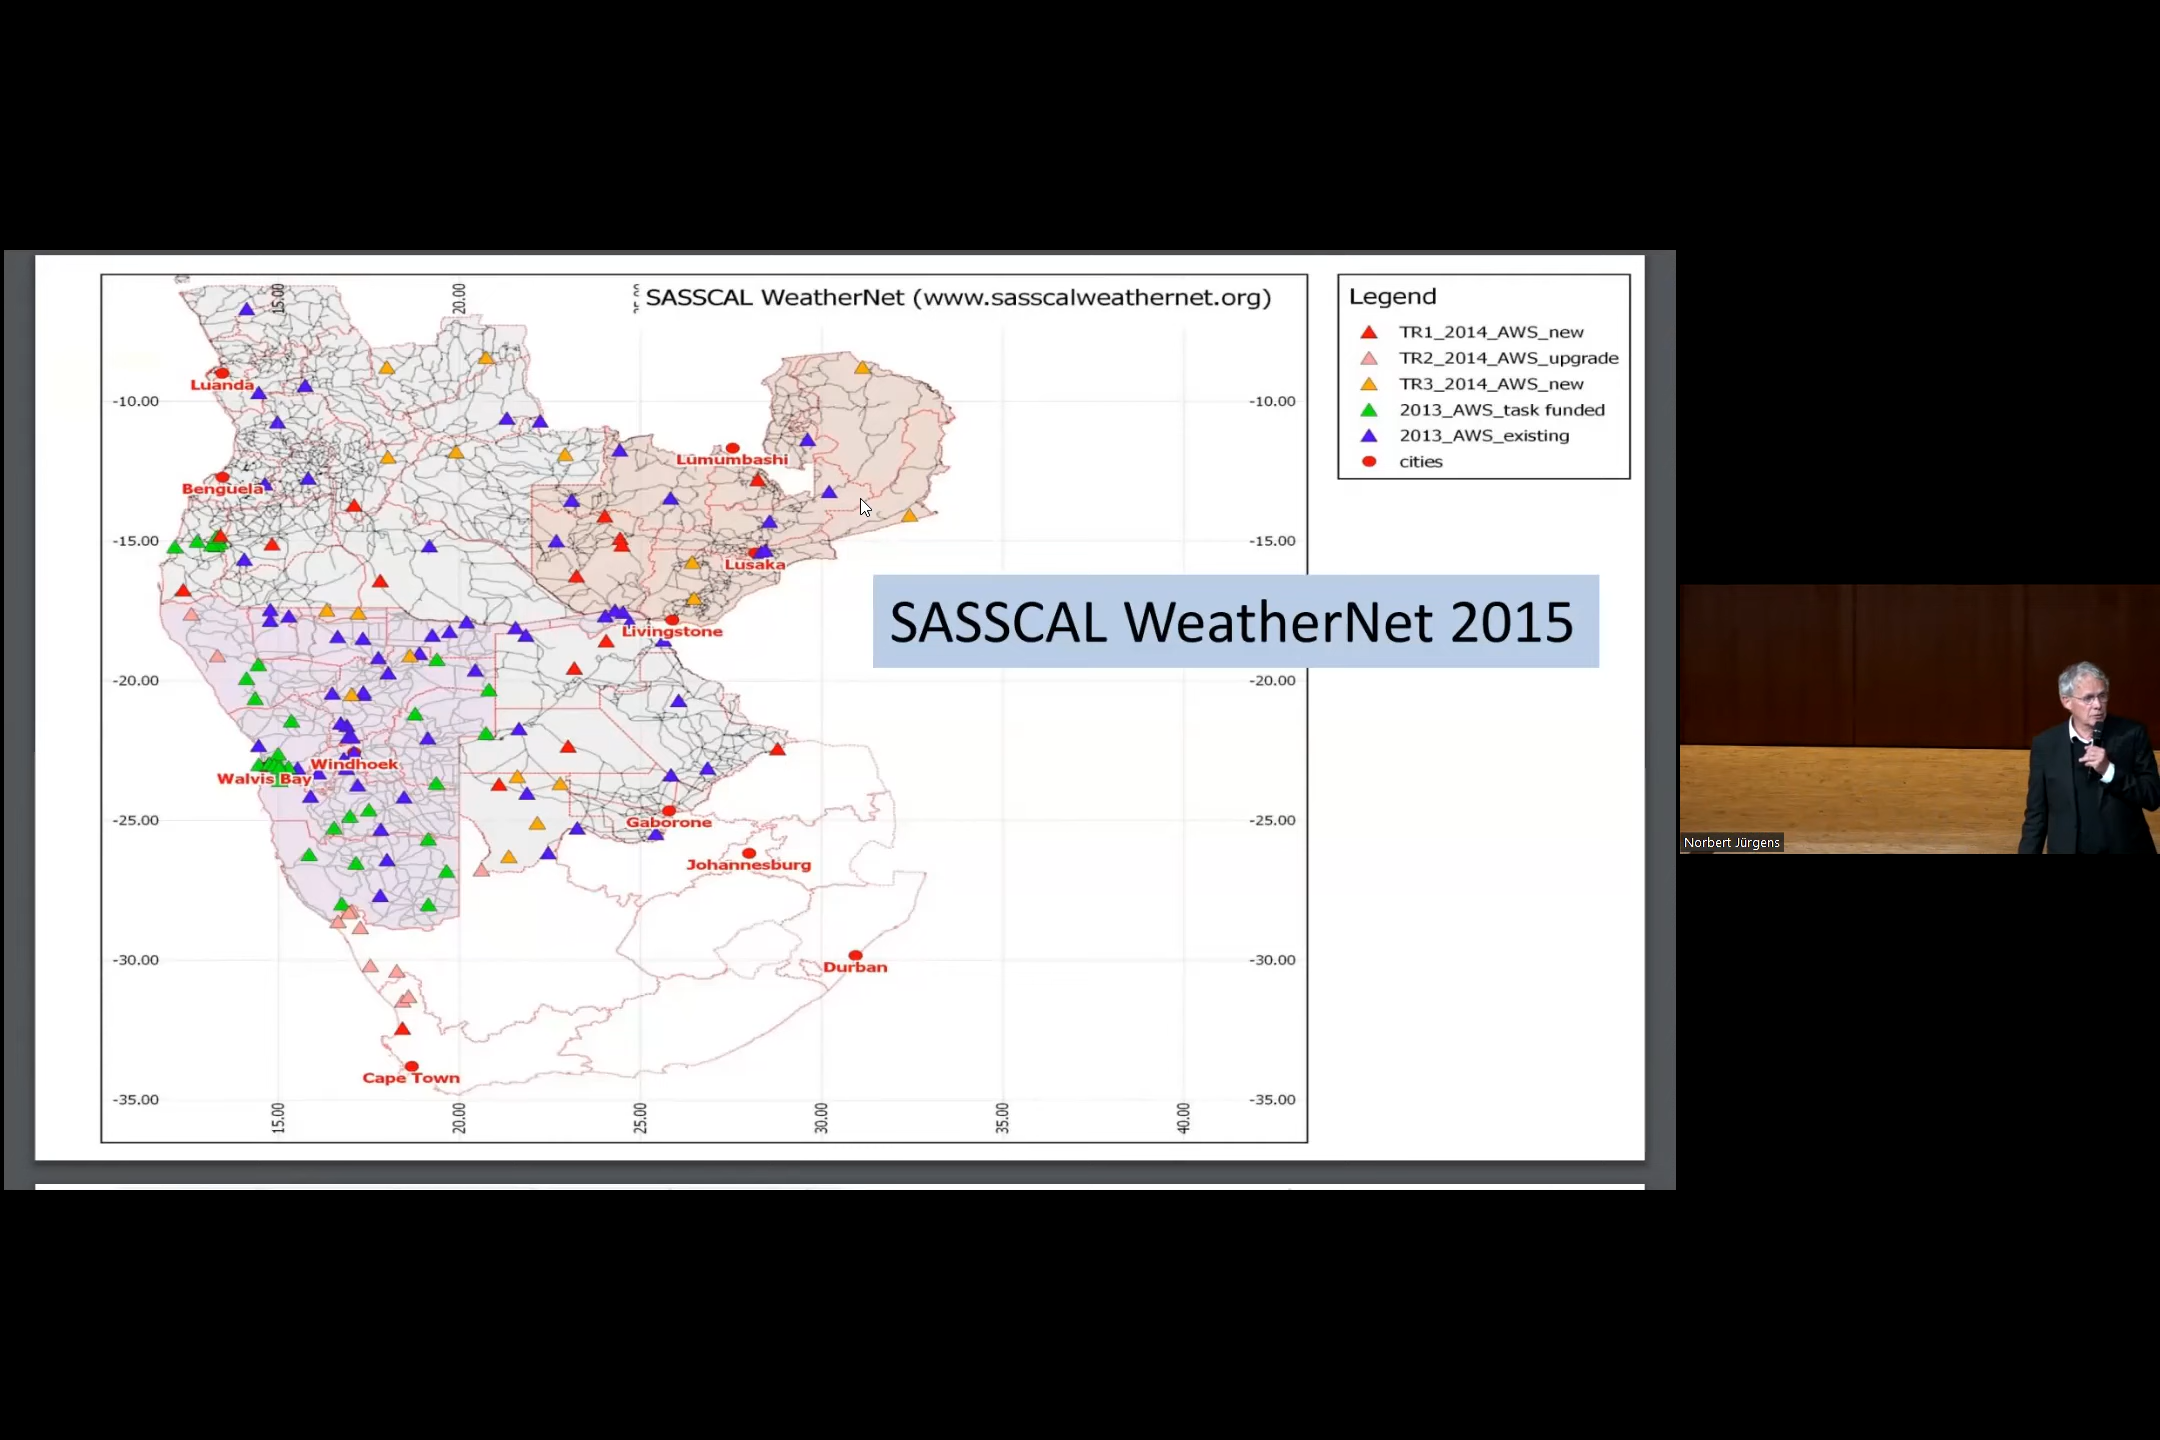 SASSCAL WeatherNet (www.sasscalweathernet.org)
15.00
20.00
Legend
TR1_2014_AWS_new
TR2_2014_AWS_upgrade
TR3_2014_AWS_new
2013_AWS_task funded
2013_AWS_existing
cities
Luanda
-10.00
-10.00
Lumumbashi
Benguela
-15.00
-15.00
Lusaka
SASSCAL WeatherNet 2015
Livingstone
-20.00
-20.00
Windhoek
Walvis Bay
-25.00
-25.00
Gaborone
Johannesburg
Norbert Jürgens
-30.00
-30.00
Durban
Cape Town
-35.00
-35.00
15.00
20.00
25.00
30.00
35.00
40.00